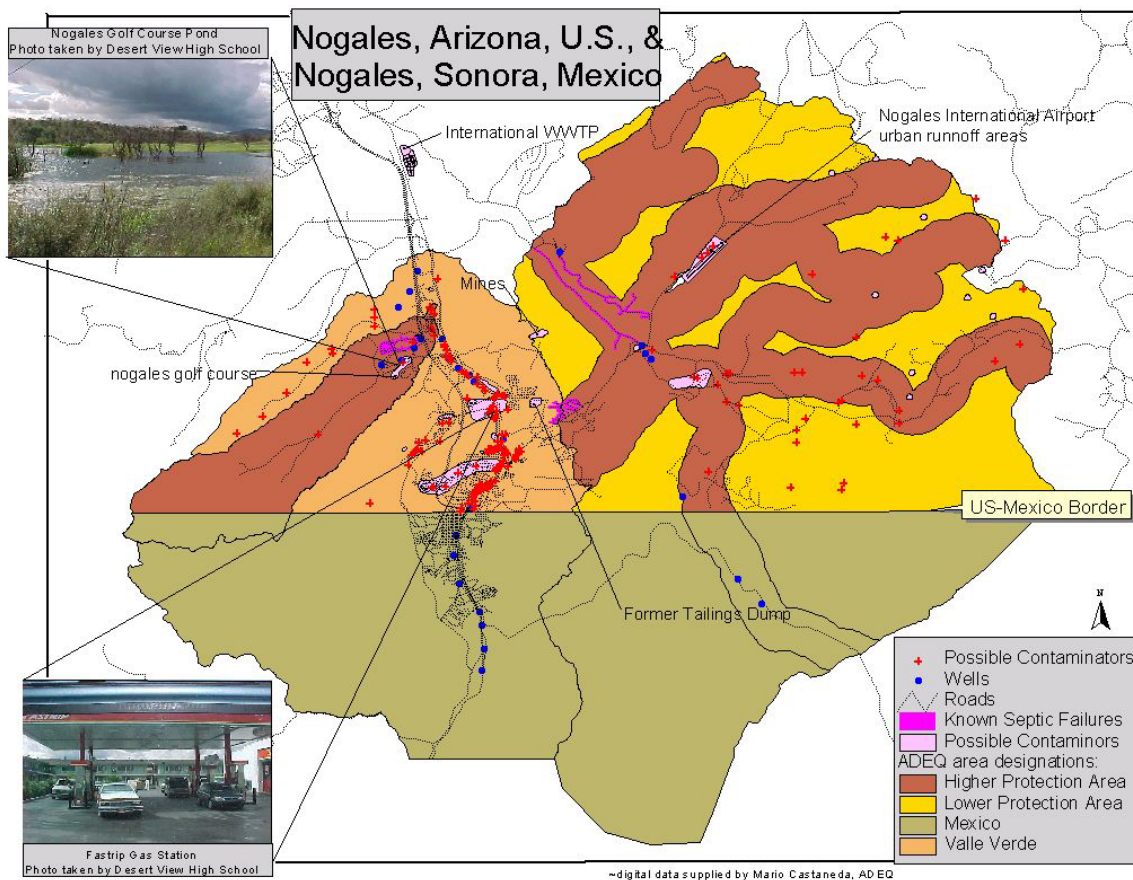 Nogales Golf Course Pond
Photo taken by Desert View High School
Nogales, Arizona, U.S., &
Nogales, Sonora, Mexico
International WWTP
Nogales International Airport
urban runnoff areas
Mines
nogales golf course
US-Mexico Border
Former Tailings Dump
N
Possible Contaminators
Wells
Roads
Known Septic Failures
Possible Contaminors
ADEQ area designations:
Higher Protection Area
Lower Protection Area
Mexico
Valle Verde
Fastrip Gas Station
Photo taken by Desert View High School
~digital data supplied by Mario Castaneda, ADEQ